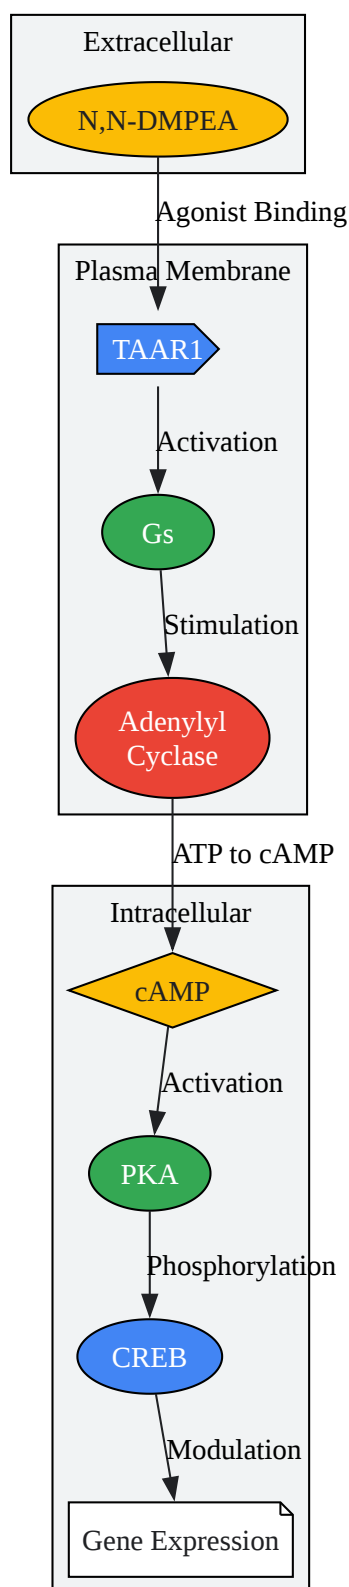 Extracellular
N,N-DMPEA
Agonist Binding
Plasma Membrane
TAAR1
Activation
Gs
Stimulation
Adenylyl
Cyclase
ATP to cAMP
Intracellular
cAMP
Activation
PKA
Phosphorylation
CREB
Modulation
Gene Expression